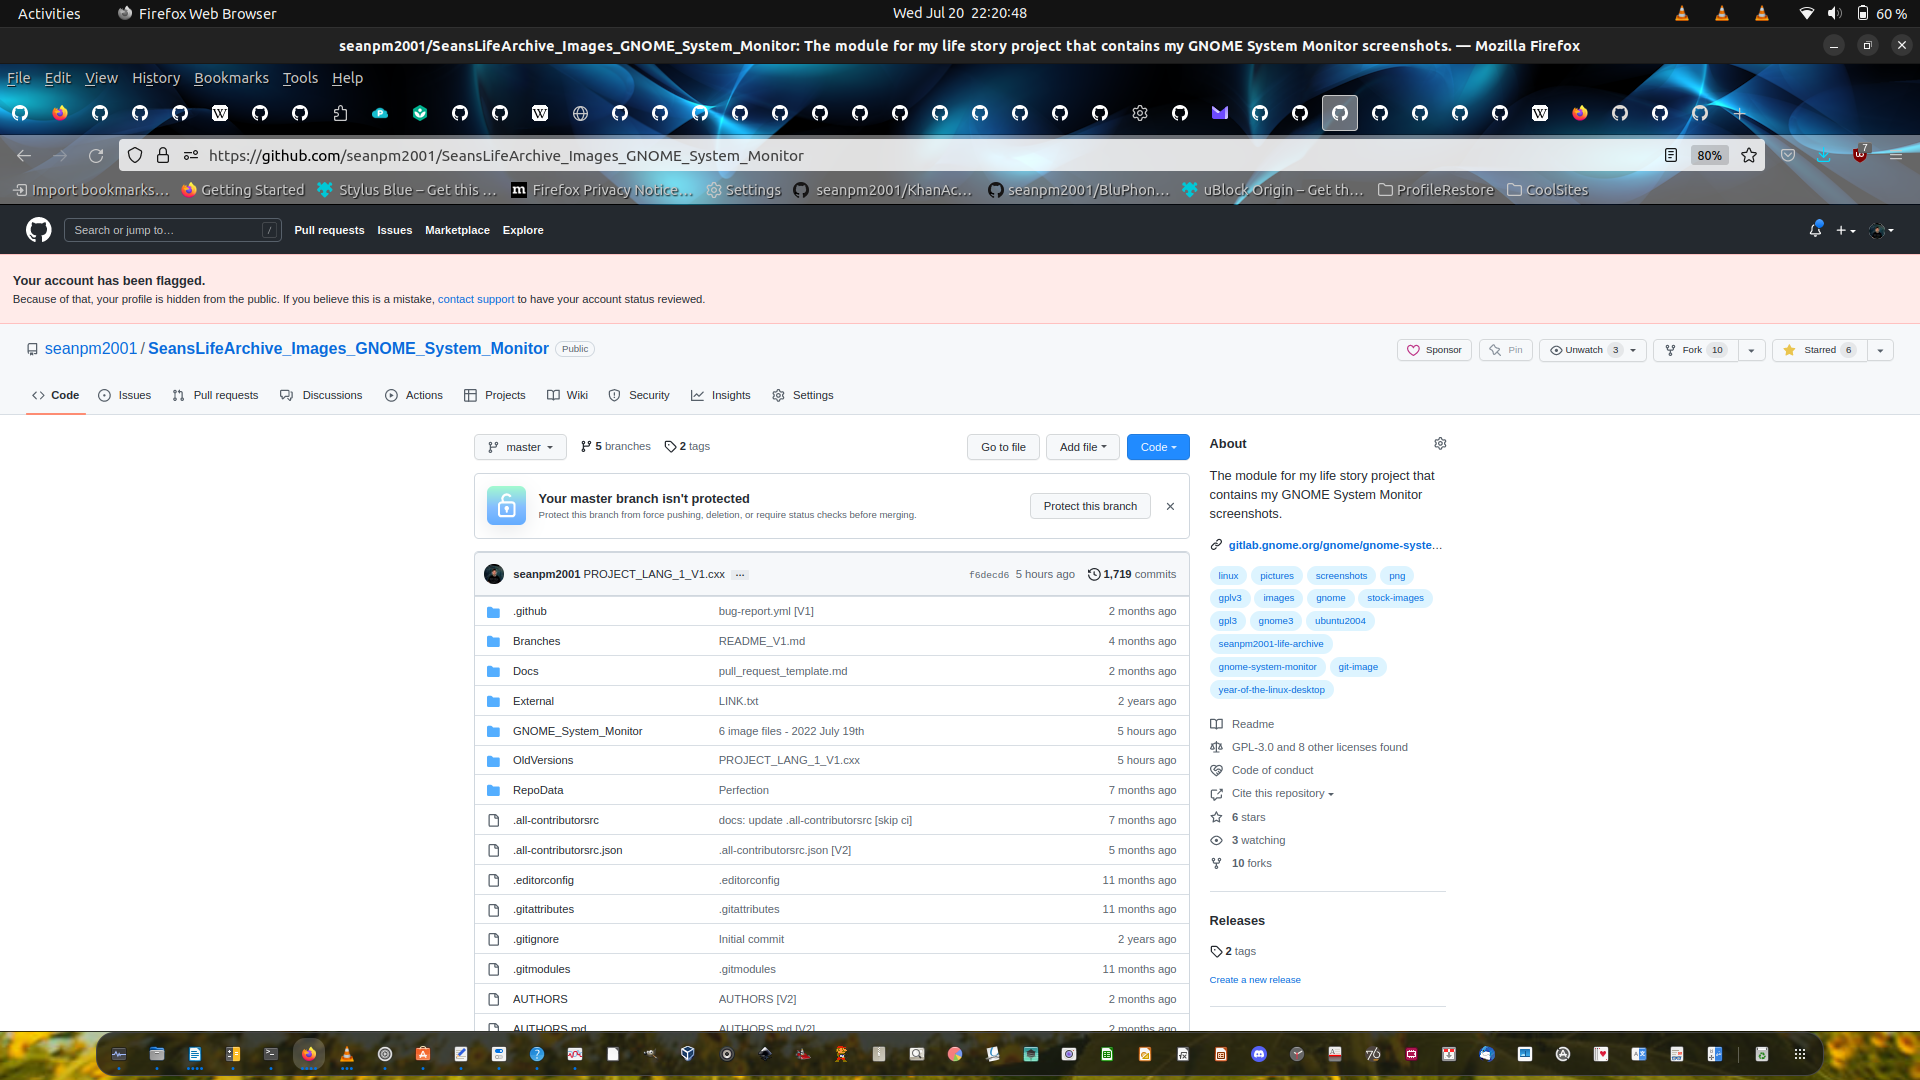 Activities Firefox Web Browser Wed Jul 20 22:20:48 60 %
seanpm2001/SeansLifeArchive_Images_GNOME_System_Monitor: The module for my life story project that contains my GNOME System Monitor screenshots. — Mozilla Firefox
File Edit View History Bookmarks Tools Help
https://github.com/seanpm2001/SeansLifeArchive_Images_GNOME_System_Monitor 80% 7
Import bookmarks… Getting Started Stylus Blue – Get this … Firefox Privacy Notice… Settings seanpm2001/KhanAc… seanpm2001/BluPhon… uBlock Origin – Get th… ProfileRestore CoolSites
Search or jump to… / Pull requests Issues Marketplace Explore
Your account has been flagged.
Because of that, your profile is hidden from the public. If you believe this is a mistake, contact support to have your account status reviewed.
seanpm2001 / SeansLifeArchive_Images_GNOME_System_Monitor Public Sponsor Pin Unwatch 3 Fork 10 Starred 6
Code Issues Pull requests Discussions Actions Projects Wiki Security Insights Settings
master 5 branches 2 tags Go to file Add file Code
Your master branch isn't protected
Protect this branch from force pushing, deletion, or require status checks before merging.
Protect this branch
seanpm2001 PROJECT_LANG_1_V1.cxx … f6decd6 5 hours ago 1,719 commits
.github bug-report.yml [V1] 2 months ago
Branches README_V1.md 4 months ago
Docs pull_request_template.md 2 months ago
External LINK.txt 2 years ago
GNOME_System_Monitor 6 image files - 2022 July 19th 5 hours ago
OldVersions PROJECT_LANG_1_V1.cxx 5 hours ago
RepoData Perfection 7 months ago
.all-contributorsrc docs: update .all-contributorsrc [skip ci] 7 months ago
.all-contributorsrc.json .all-contributorsrc.json [V2] 5 months ago
.editorconfig .editorconfig 11 months ago
.gitattributes .gitattributes 11 months ago
.gitignore Initial commit 2 years ago
.gitmodules .gitmodules 11 months ago
AUTHORS AUTHORS [V2] 2 months ago
AUTHORS.md AUTHORS.md [V2] 2 months ago
About
The module for my life story project that
contains my GNOME System Monitor
screenshots.
gitlab.gnome.org/gnome/gnome-syste…
linux pictures screenshots png
gplv3 images gnome stock-images
gpl3 gnome3 ubuntu2004
seanpm2001-life-archive
gnome-system-monitor git-image
year-of-the-linux-desktop
Readme
GPL-3.0 and 8 other licenses found
Code of conduct
Cite this repository
6 stars
3 watching
10 forks
Releases
2 tags
Create a new release